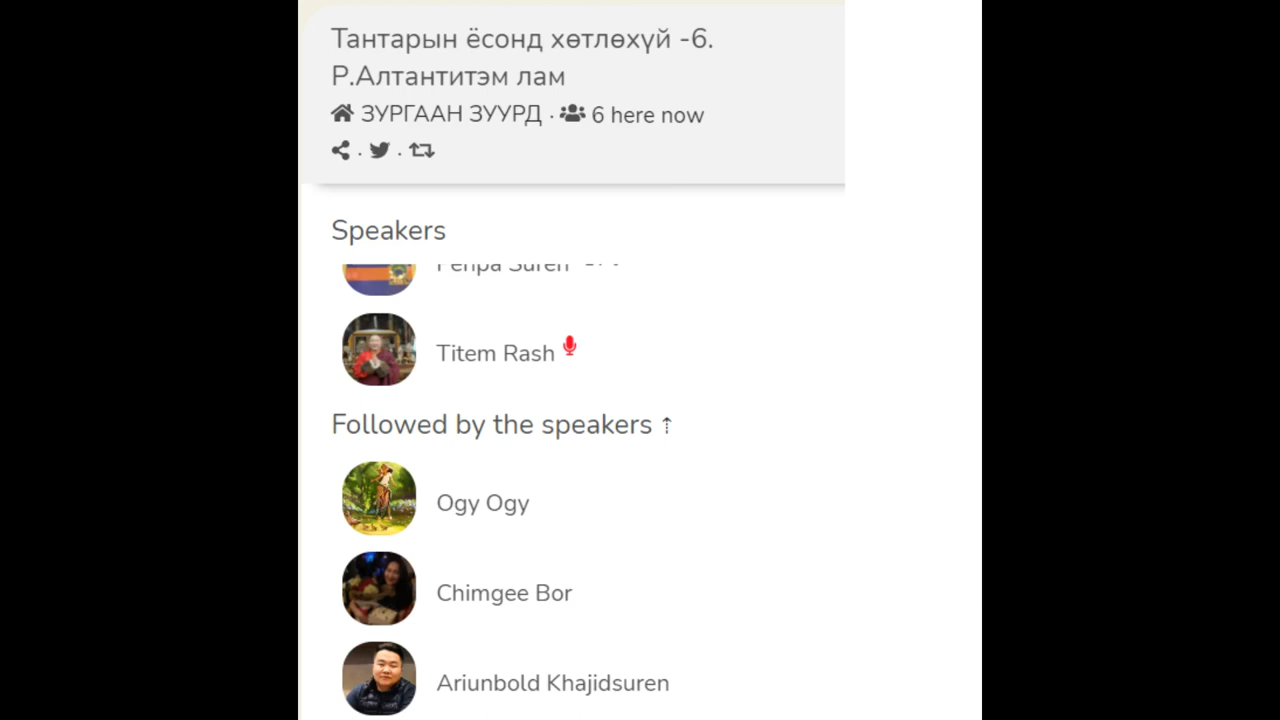 Тантарын ёсонд хөтлөхүй -6.
Р.Алтантитэм лам
ЗУРГААН ЗУУРД · 6 here now
Speakers
Suren
Titem Rash
Followed by the speakers ⇡
Ogy Ogy
Chimgee Bor
Ariunbold Khajidsuren